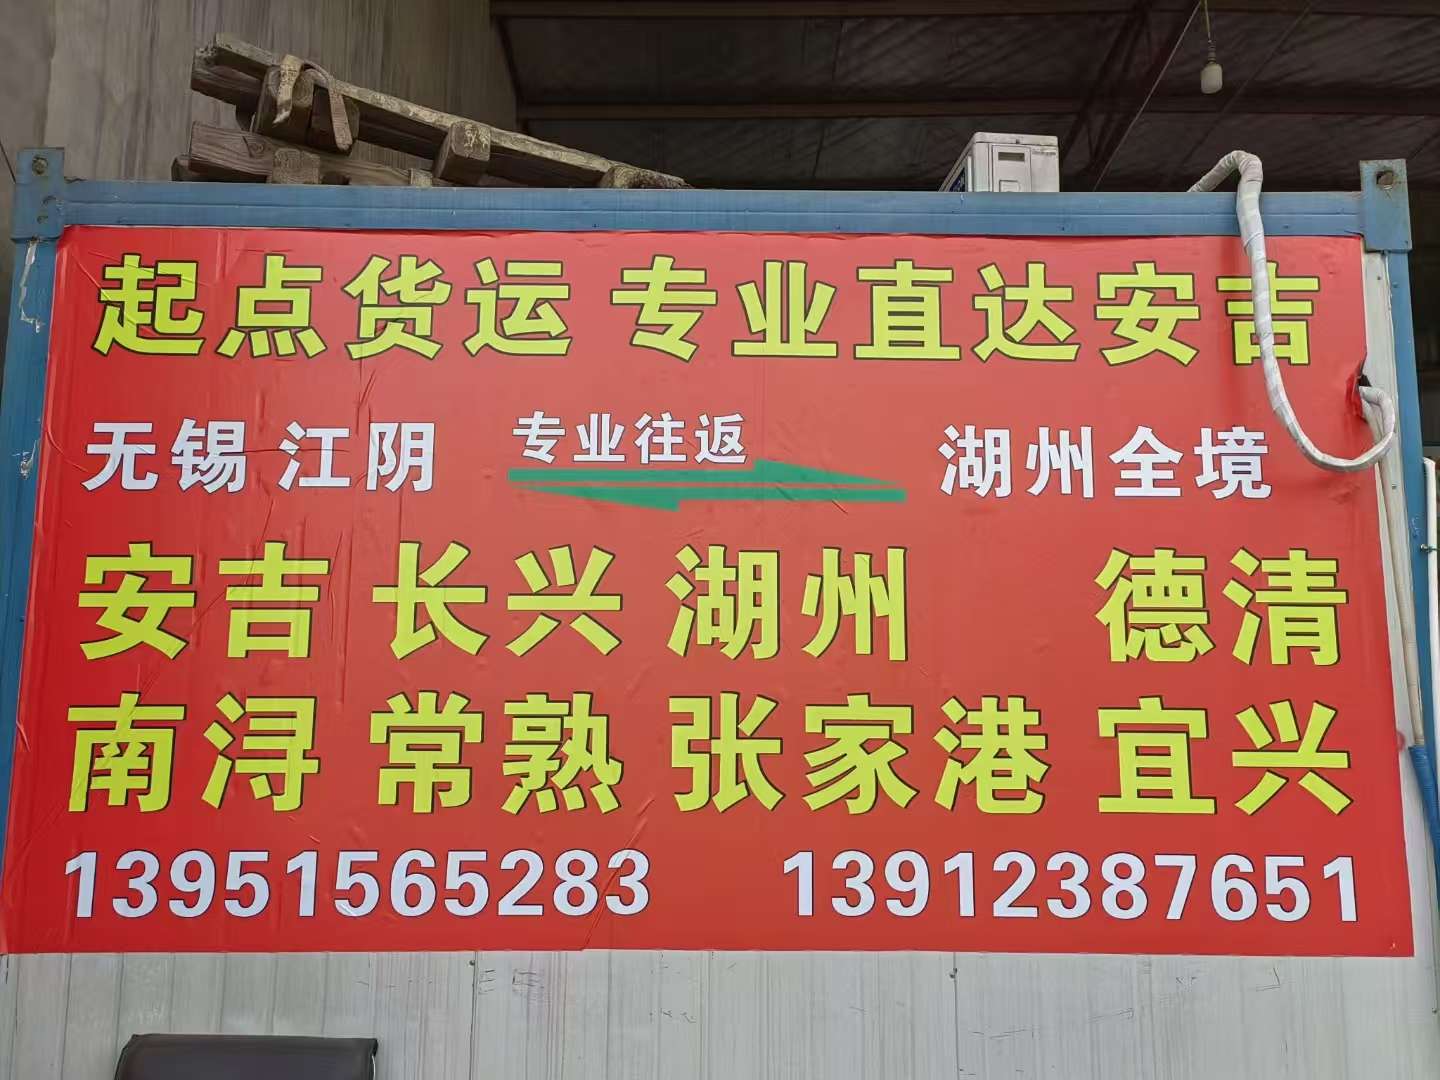 起点货运 专业直达安吉
无锡 江阴 专业往返 湖州全境
安吉 长兴 湖州 德清
南浔 常熟 张家港 宜兴
13951565283 13912387651